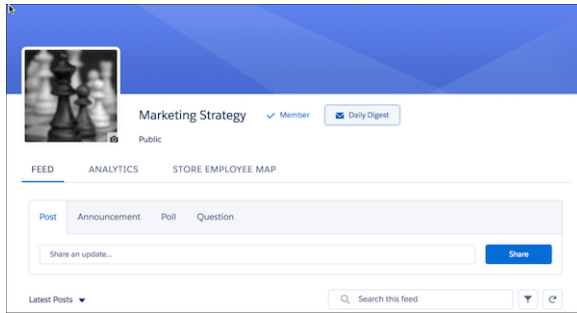 Marketing Strategy
Member
Daily Digest
Public
FEED
ANALYTICS
STORE EMPLOYEE MAP
Post
Announcement
Poll
Question
Share an update...
Share
Latest Posts
Search this feed